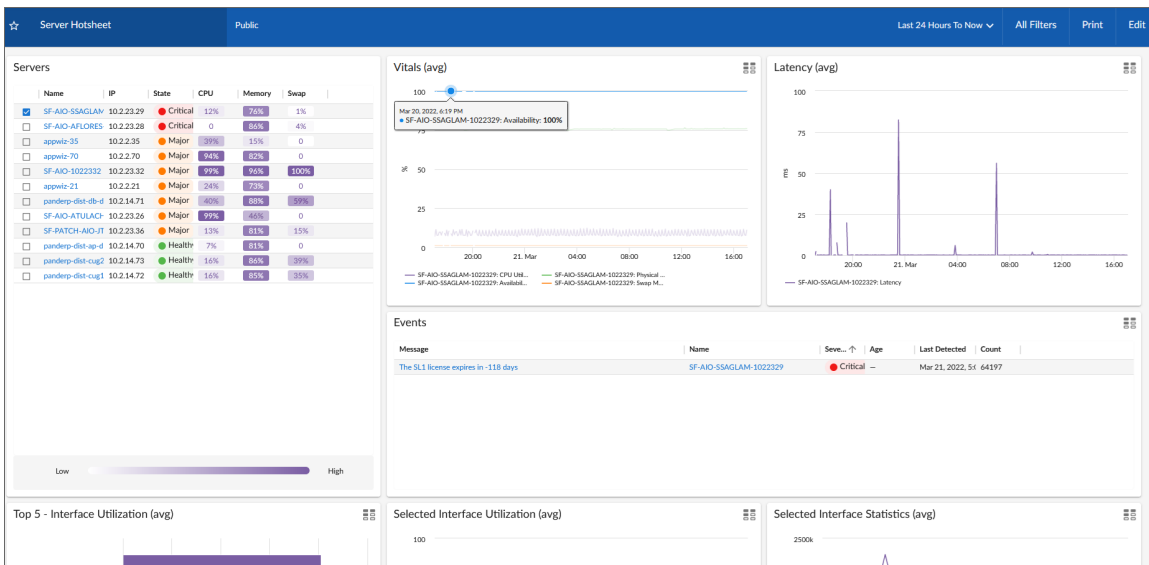 Server Hotsheet
Public
Last 24 Hours To Now
All Filters
Print
Edit
Servers
Name IP State CPU Memory Swap
SF-AIO-SSAGLAM 10.2.23.29 Critical 12% 76% 1%
SF-AIO-AFLORES- 10.2.23.28 Critical 0 86% 4%
appwiz-35 10.2.2.35 Major 39% 15% 0
appwiz-70 10.2.2.70 Major 94% 82% 0
SF-AIO-1022332 10.2.23.32 Major 99% 96% 100%
appwiz-21 10.2.2.21 Major 24% 73% 0
panderp-dist-db-d 10.2.14.71 Major 40% 88% 59%
SF-AIO-ATULACH 10.2.23.26 Major 99% 46% 0
SF-PATCH-AIO-JT 10.2.23.36 Major 13% 81% 15%
panderp-dist-ap-d 10.2.14.70 Healthy 7% 81% 0
panderp-dist-cug2 10.2.14.73 Healthy 16% 86% 39%
panderp-dist-cug1 10.2.14.72 Healthy 16% 85% 35%
Low High
Vitals (avg)
100
Mar 20, 2022, 6:19 PM
SF-AIO-SSAGLAM-1022329: Availability: 100%
75
%
50
25
0
20:00 21. Mar 04:00 08:00 12:00 16:00
SF-AIO-SSAGLAM-1022329: CPU Util... SF-AIO-SSAGLAM-1022329: Physical ...
SF-AIO-SSAGLAM-1022329: Availabil... SF-AIO-SSAGLAM-1022329: Swap M...
Latency (avg)
100
75
ms
50
25
0
20:00 21. Mar 04:00 08:00 12:00 16:00
SF-AIO-SSAGLAM-1022329: Latency
Events
Message Name Seve... Age Last Detected Count
The SL1 license expires in -118 days SF-AIO-SSAGLAM-1022329 Critical — Mar 21, 2022, 5:( 64197
Top 5 - Interface Utilization (avg)
Selected Interface Utilization (avg)
100
Selected Interface Statistics (avg)
2500k